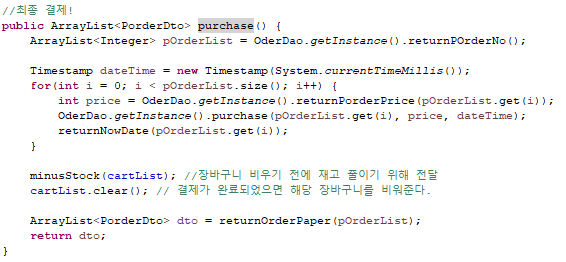 //최종 결제!
public ArrayList<PorderDto> purchase() {
ArrayList<Integer> pOrderList = OderDao.getInstance().returnPOrderNo();
Timestamp dateTime = new Timestamp(System.currentTimeMillis());
for(int i = 0; i < pOrderList.size(); i++) {
int price = OderDao.getInstance().returnPorderPrice(pOrderList.get(i));
OderDao.getInstance().purchase(pOrderList.get(i), price, dateTime);
returnNowDate(pOrderList.get(i));
}
minusStock(cartList); //장바구니 비우기 전에 재고 풀이기 위해 전달
cartList.clear(); // 결제가 완료되었으면 해당 장바구니를 비워준다.
ArrayList<PorderDto> dto = returnOrderPaper(pOrderList);
return dto;
}